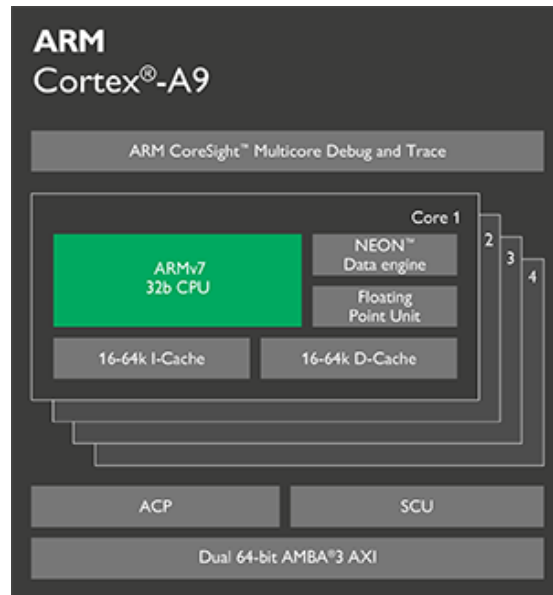 ARM
Cortex®-A9
ARM CoreSight™ Multicore Debug and Trace
Core 1
2
3
4
ARMv7
32b CPU
NEON™
Data engine
Floating
Point Unit
16-64k I-Cache
16-64k D-Cache
ACP
SCU
Dual 64-bit AMBA®3 AXI